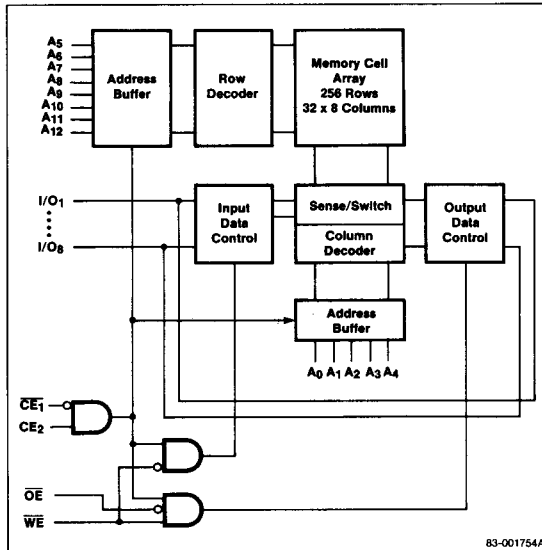 A5
A6
A7
A8
A9
A10
A11
A12
Address
Buffer
Row
Decoder
Memory Cell
Array
256 Rows
32 x 8 Columns
I/O1
I/O8
Input
Data
Control
Sense/Switch
Column
Decoder
Output
Data
Control
Address
Buffer
A0 A1 A2 A3 A4
CE1
CE2
OE
WE
83-001754A